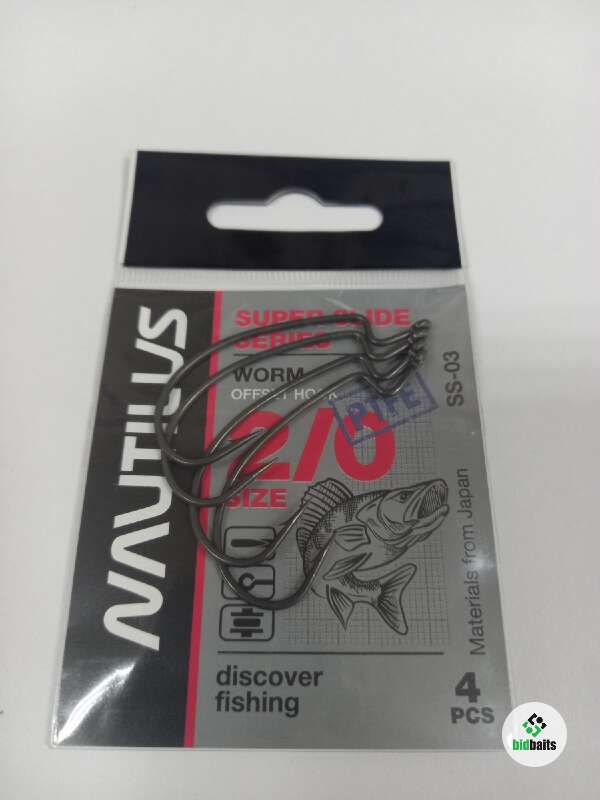 NAUTILUS
SUPER SLIDE
SERIES
WORM
OFFSET HOOK
PTFE
2/0
SIZE
SS-03
Materials from Japan
discover
fishing
4
PCS
bidbaits